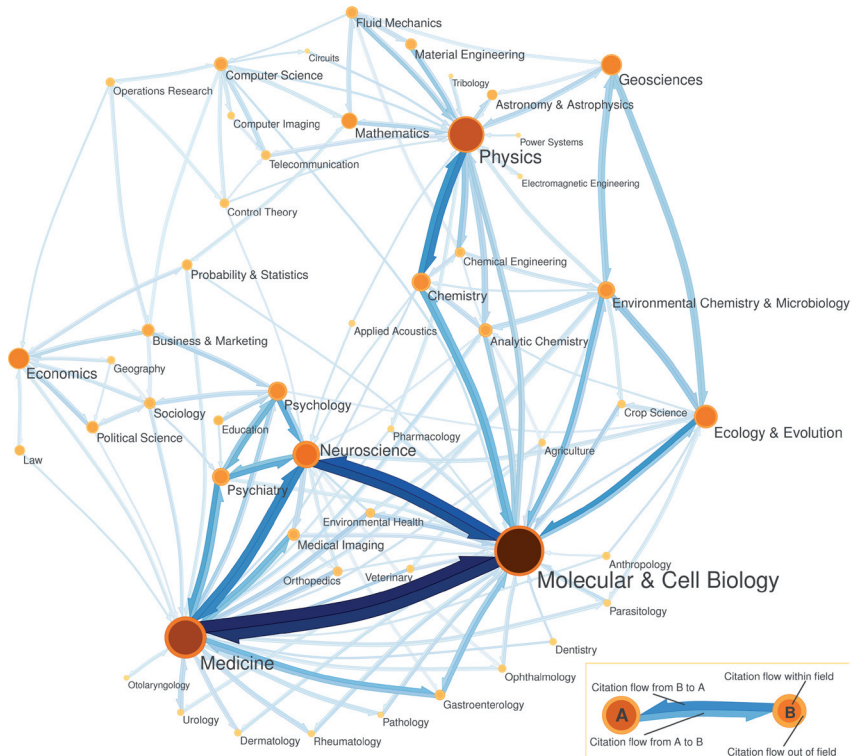 Fluid Mechanics
Material Engineering
Circuits
Computer Science
Tribology
Geosciences
Operations Research
Astronomy & Astrophysics
Computer Imaging
Mathematics
Physics
Power Systems
Telecommunication
Electromagnetic Engineering
Control Theory
Chemical Engineering
Probability & Statistics
Chemistry
Environmental Chemistry & Microbiology
Applied Acoustics
Analytic Chemistry
Business & Marketing
Geography
Economics
Psychology
Sociology
Crop Science
Education
Pharmacology
Ecology & Evolution
Political Science
Neuroscience
Agriculture
Law
Psychiatry
Environmental Health
Medical Imaging
Anthropology
Orthopedics
Veterinary
Molecular & Cell Biology
Parasitology
Dentistry
Medicine
Ophthalmology
Otolaryngology
Gastroenterology
Urology
Pathology
Dermatology
Rheumatology
Citation flow from B to A
Citation flow within field
A
B
Citation flow from A to B
Citation flow out of field